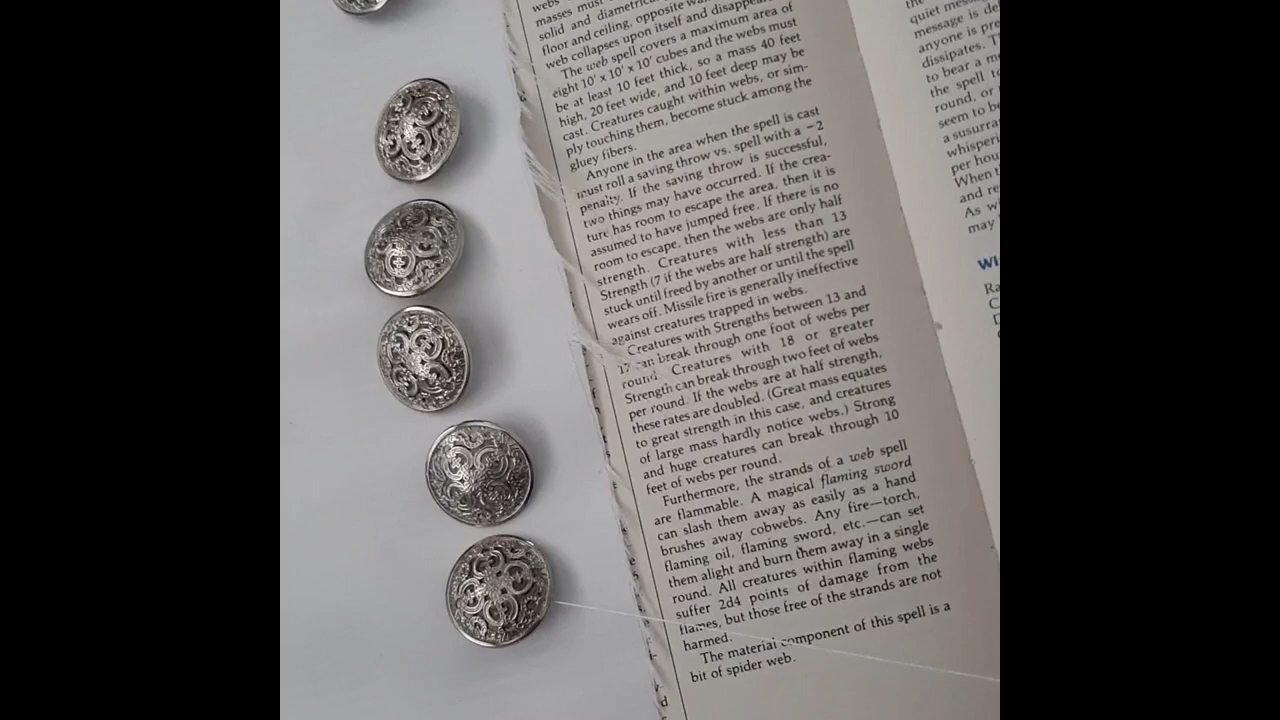 webs
masses must
solid and diametrical
floor and ceiling, opposite
web collapses upon itself and disappea
The web spell covers a maximum area of
eight 10' x 10' x 10' cubes and the webs must
be at least 10 feet thick, so a mass 40 feet
high, 20 feet wide, and 10 feet deep may be
cast. Creatures caught within webs, or sim-
ply touching them, become stuck among the
gluey fibers.
Anyone in the area when the spell is cast
must roll a saving throw vs. spell with a −2
penalty. If the saving throw is successful,
two things may have occurred. If the crea-
ture has room to escape the area, then it is
assumed to have jumped free. If there is no
room to escape, then the webs are only half
strength. Creatures with less than 13
Strength (7 if the webs are half strength) are
stuck until freed by another or until the spell
wears off. Missile fire is generally ineffective
against creatures trapped in webs.
Creatures with Strengths between 13 and
17 can break through one foot of webs per
round. Creatures with 18 or greater
Strength can break through two feet of webs
per round. If the webs are at half strength,
these rates are doubled. (Great mass equates
to great strength in this case, and creatures
of large mass hardly notice webs.) Strong
and huge creatures can break through 10
feet of webs per round.
Furthermore, the strands of a web spell
are flammable. A magical flaming sword
can slash them away as easily as a hand
brushes away cobwebs. Any fire—torch,
flaming oil, flaming sword, etc.—can set
them alight and burn them away in a single
round. All creatures within flaming webs
suffer 2d4 points of damage from the
flames, but those free of the strands are not
harmed.
The material component of this spell is a
bit of spider web.
the
quiet messa
message is de
anyone is pre
dissipates. T
to bear a me
the spell to
round, or
seem to be
a susurra
whisperi
per hou
When t
and re
As w
may
Wi
Ra
C
D